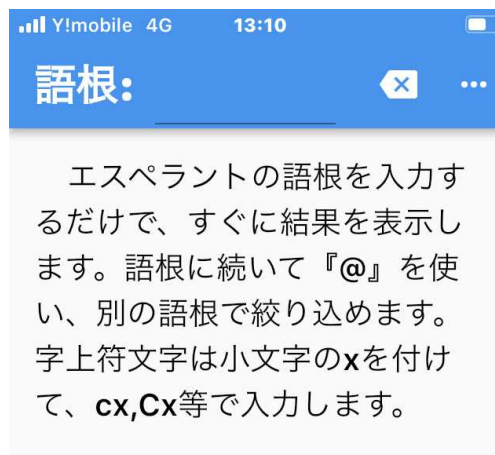 Y!mobile 4G 13:10
語根:
エスペラントの語根を入力す
るだけで、すぐに結果を表示し
ます。語根に続いて『@』を使
い、別の語根で絞り込めます。
字上符文字は小文字のxを付け
て、cx,Cx等で入力します。